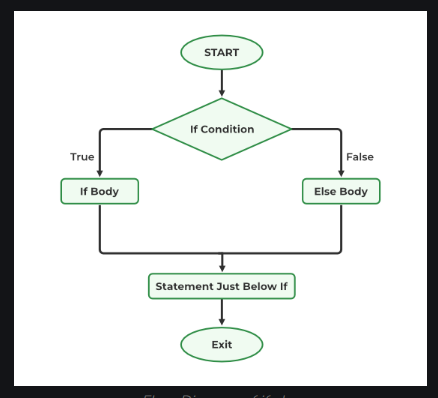 START
If Condition
True
False
If Body
Else Body
Statement Just Below If
Exit